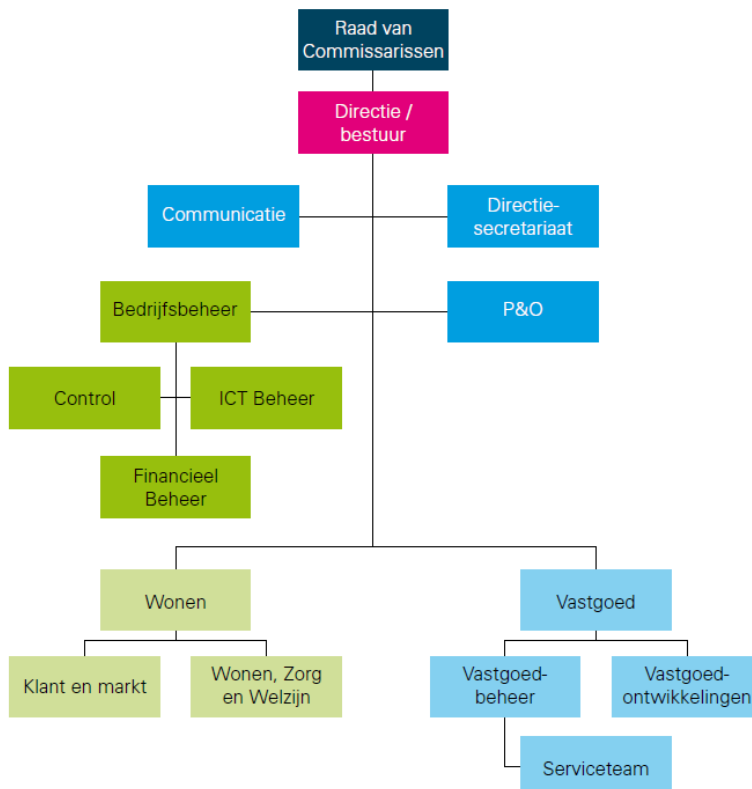 Raad van
Commissarissen
Directie /
bestuur
Communicatie
Directie-
secretariaat
Bedrijfsbeheer
P&O
Control
ICT Beheer
Financieel
Beheer
Wonen
Vastgoed
Klant en markt
Wonen, Zorg
en Welzijn
Vastgoed-
beheer
Vastgoed-
ontwikkelingen
Serviceteam